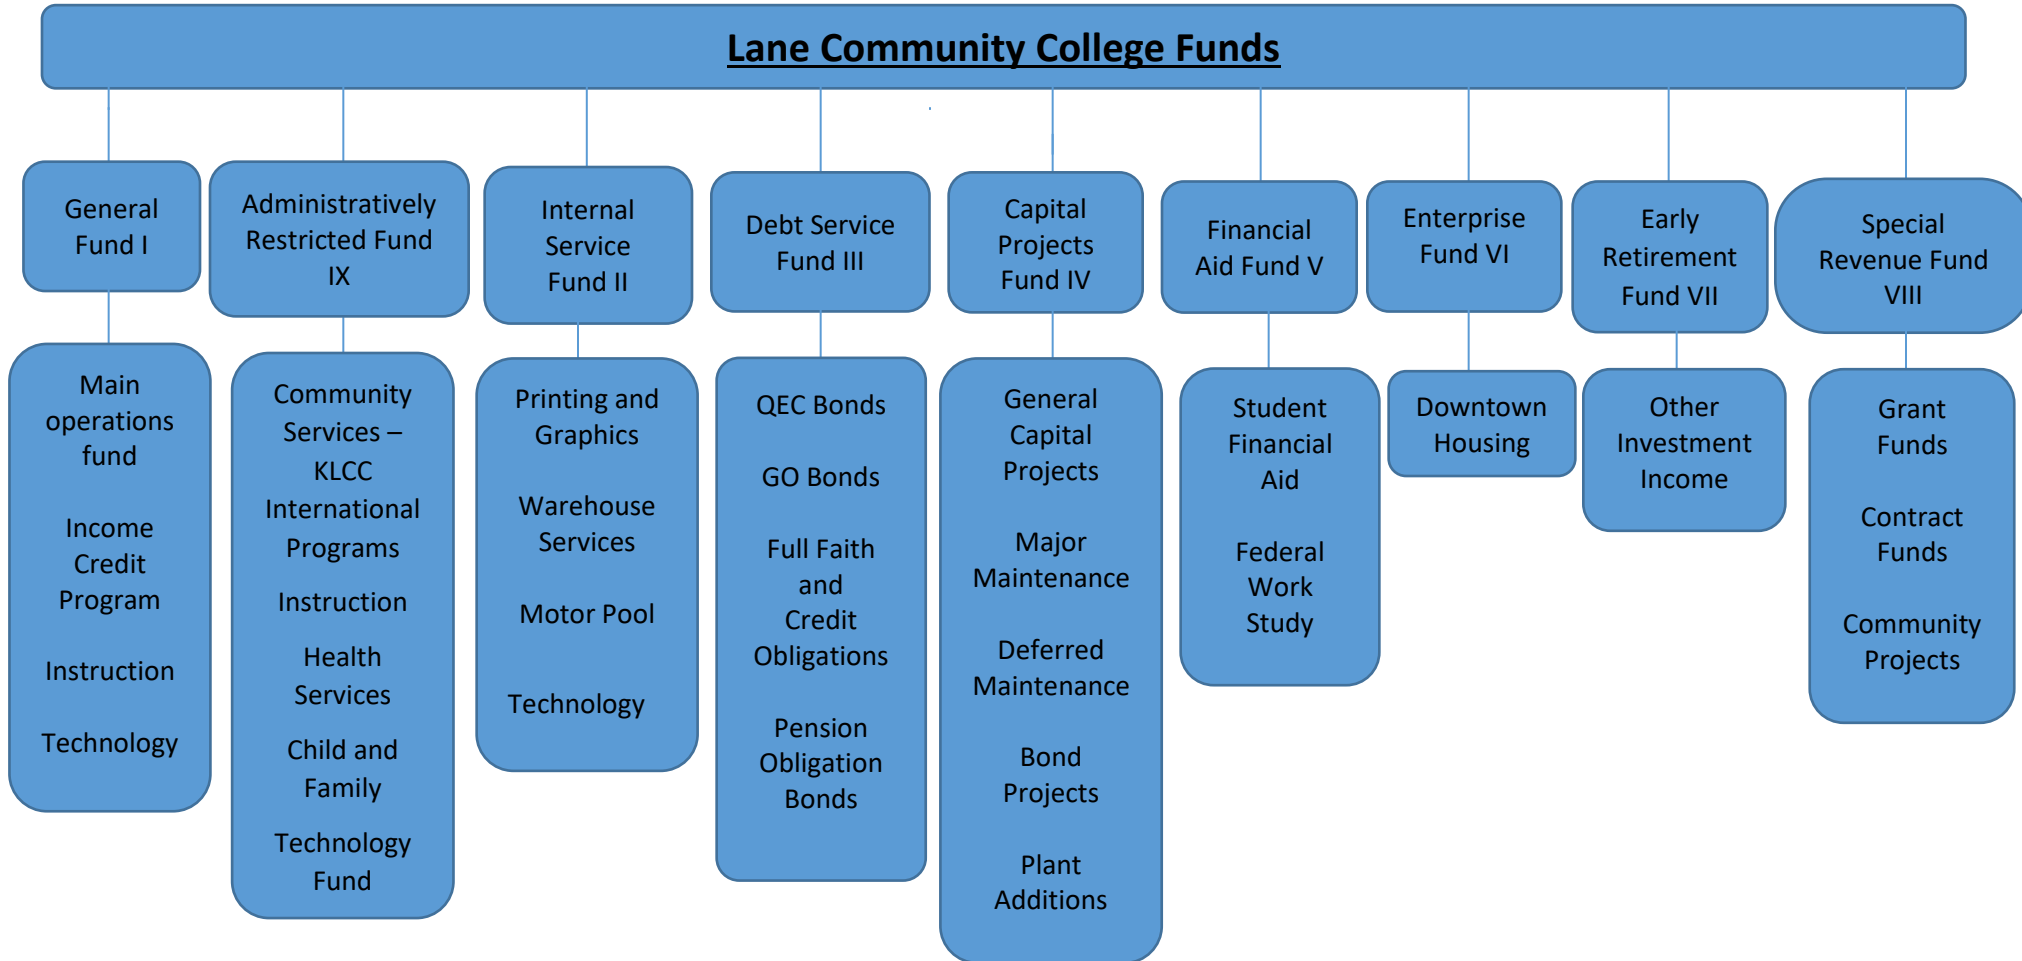 Lane Community College Funds
General
Fund I
Administratively
Restricted Fund
IX
Internal
Service
Fund II
Debt Service
Fund III
Capital
Projects
Fund IV
Financial
Aid Fund V
Enterprise
Fund VI
Early
Retirement
Fund VII
Special
Revenue Fund
VIII
Main
operations
fund
Income
Credit
Program
Instruction
Technology
Community
Services –
KLCC
International
Programs
Instruction
Health
Services
Child and
Family
Technology
Fund
Printing and
Graphics
Warehouse
Services
Motor Pool
Technology
QEC Bonds
GO Bonds
Full Faith
and
Credit
Obligations
Pension
Obligation
Bonds
General
Capital
Projects
Major
Maintenance
Deferred
Maintenance
Bond
Projects
Plant
Additions
Student
Financial
Aid
Federal
Work
Study
Downtown
Housing
Other
Investment
Income
Grant
Funds
Contract
Funds
Community
Projects